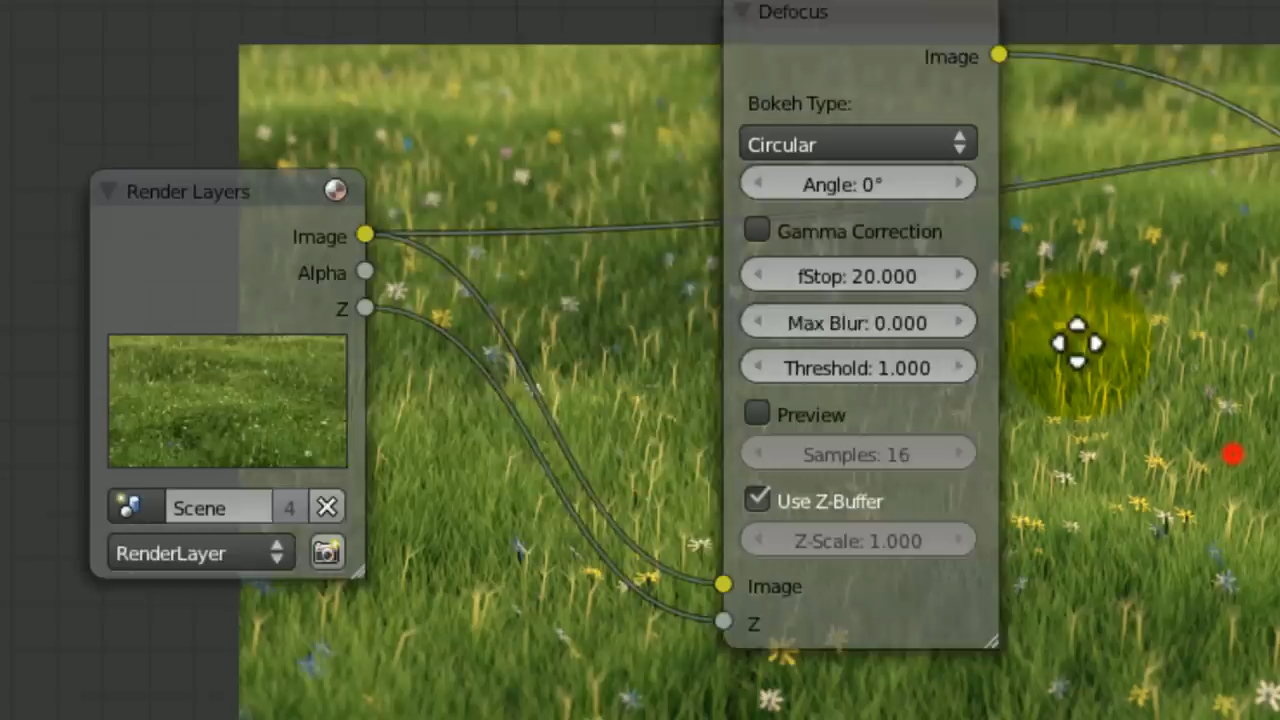 Defocus
Image
Bokeh Type:
Circular
Angle: 0°
Gamma Correction
fStop: 20.000
Max Blur: 0.000
Threshold: 1.000
Preview
Samples: 16
Use Z-Buffer
Z-Scale: 1.000
Image
Z
Render Layers
Image
Alpha
Z
Scene 4
RenderLayer